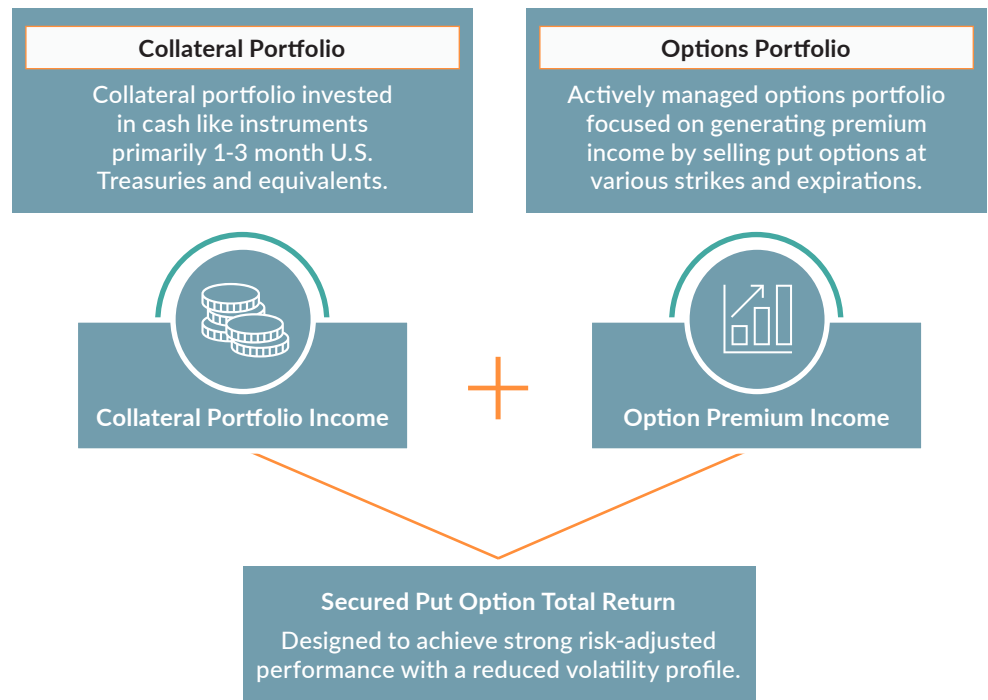 Collateral Portfolio
Collateral portfolio invested
in cash like instruments
primarily 1-3 month U.S.
Treasuries and equivalents.
Options Portfolio
Actively managed options portfolio
focused on generating premium
income by selling put options at
various strikes and expirations.
Collateral Portfolio Income
Option Premium Income
Secured Put Option Total Return
Designed to achieve strong risk-adjusted
performance with a reduced volatility profile.